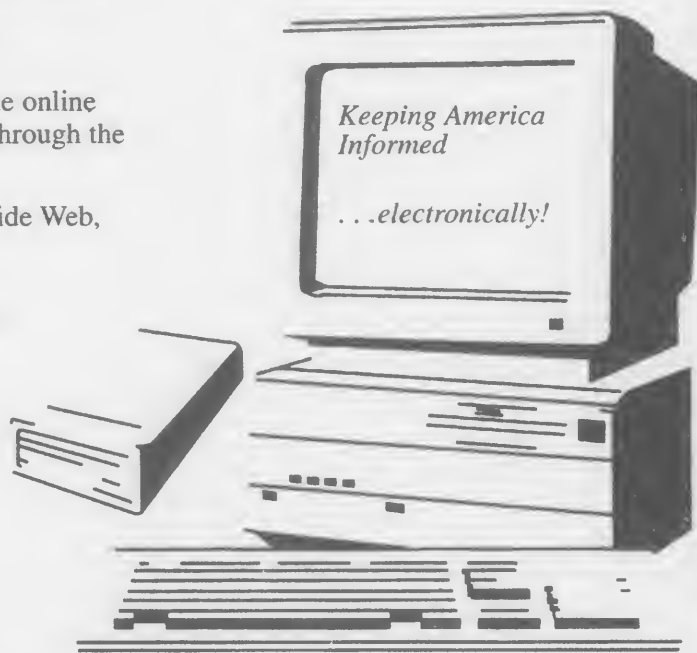 e online
hrough the
ide Web,
Keeping America
Informed
. . .electronically!